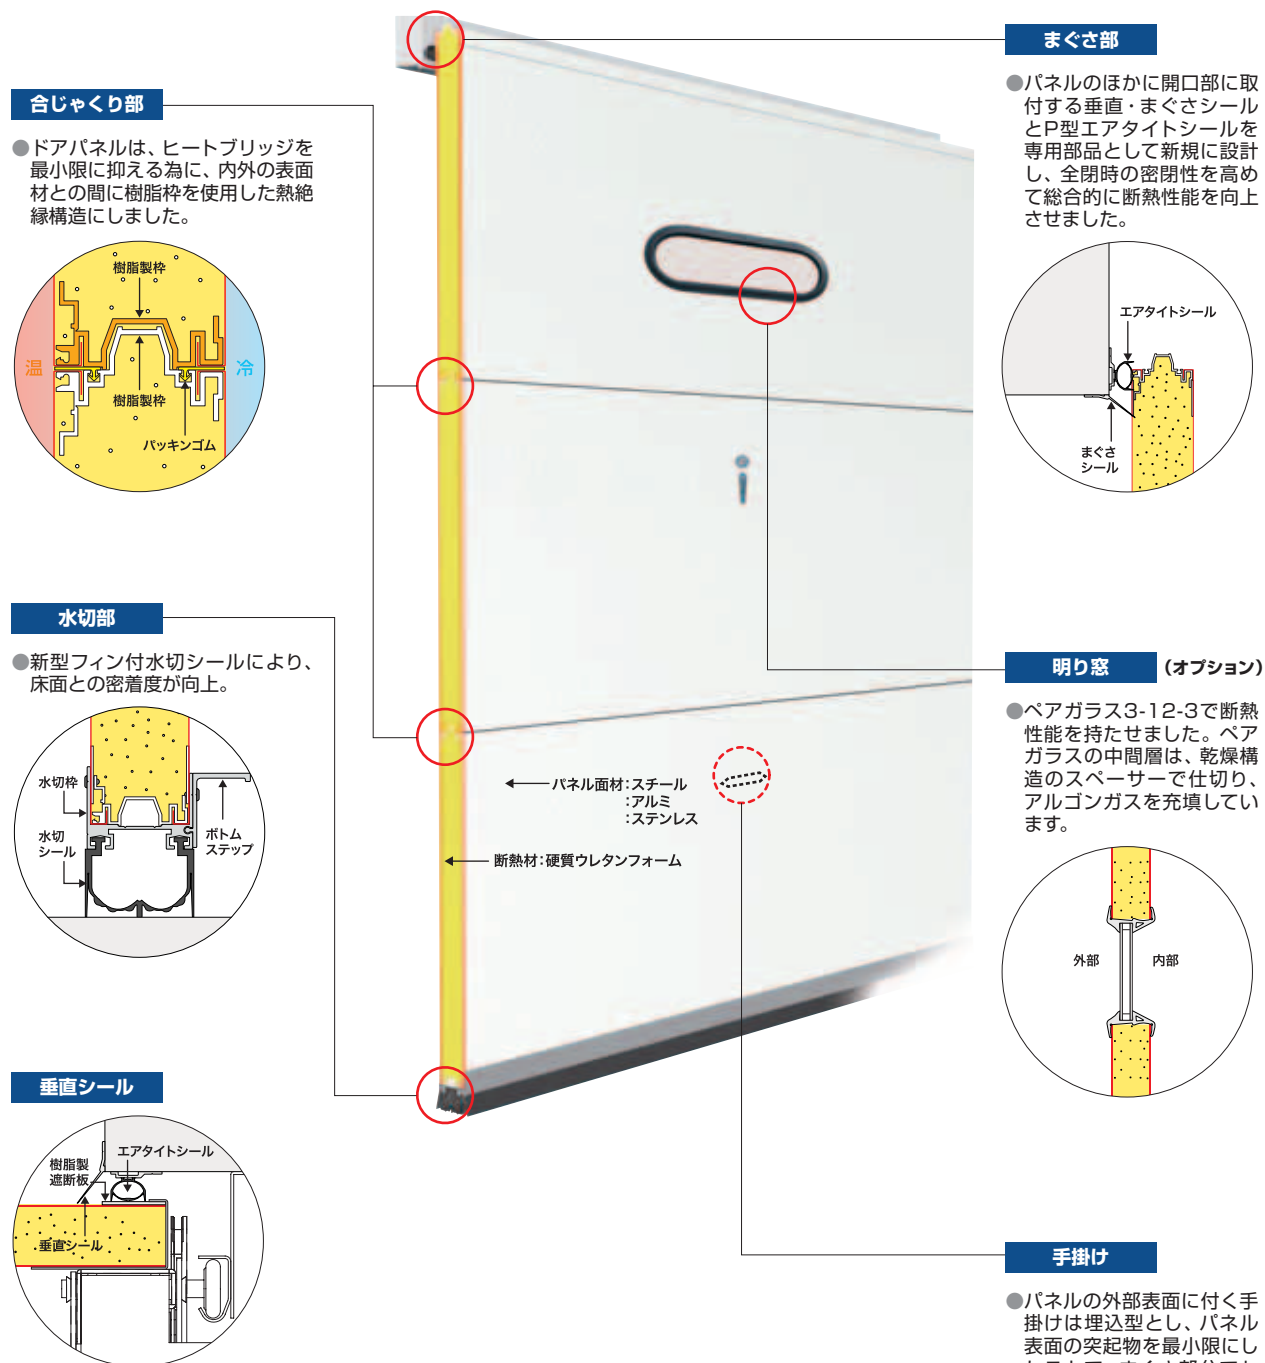 合じゃくり部
●ドアパネルは、ヒートブリッジを
最小限に抑える為に、内外の表面
材との間に樹脂枠を使用した熱絶
縁構造にしました。
樹脂製枠
温
冷
樹脂製枠
パッキンゴム
水切部
●新型フィン付水切シールにより、
床面との密着度が向上。
水切枠
水切
シール
ボトム
ステップ
垂直シール
エアタイトシール
樹脂製
遮断板
垂直シール
パネル面材:スチール
:アルミ
:ステンレス
断熱材:硬質ウレタンフォーム
まぐさ部
●パネルのほかに開口部に取
付する垂直・まぐさシール
とP型エアタイトシールを
専用部品として新規に設計
し、全閉時の密閉性を高め
て総合的に断熱性能を向上
させました。
エアタイトシール
まぐさ
シール
明り窓 (オプション)
●ペアガラス3-12-3で断熱
性能を持たせました。ペア
ガラスの中間層は、乾燥構
造のスペーサーで仕切り、
アルゴンガスを充填してい
ます。
外部
内部
手掛け
●パネルの外部表面に付く手
掛けは埋込型とし、パネル
表面の突起物を最小限にし